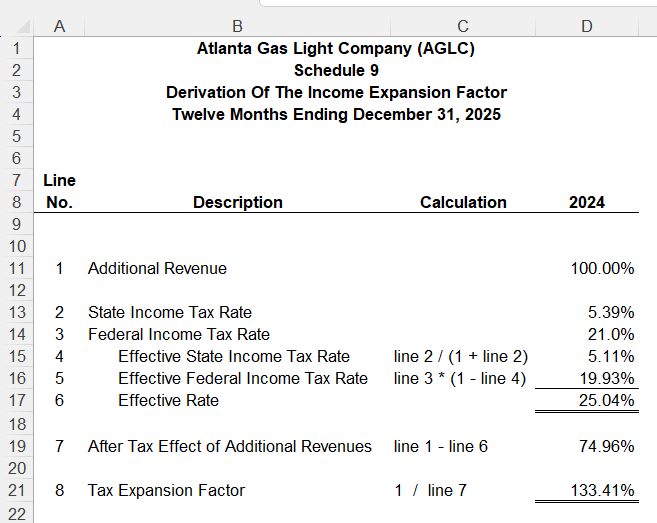 A B C D
1 Atlanta Gas Light Company (AGLC)
2 Schedule 9
3 Derivation Of The Income Expansion Factor
4 Twelve Months Ending December 31, 2025
5
6
7 Line
8 No. Description Calculation 2024
9
10
11 1 Additional Revenue 100.00%
12
13 2 State Income Tax Rate 5.39%
14 3 Federal Income Tax Rate 21.0%
15 4 Effective State Income Tax Rate line 2 / (1 + line 2) 5.11%
16 5 Effective Federal Income Tax Rate line 3 * (1 - line 4) 19.93%
17 6 Effective Rate 25.04%
18
19 7 After Tax Effect of Additional Revenues line 1 - line 6 74.96%
20
21 8 Tax Expansion Factor 1 / line 7 133.41%
22